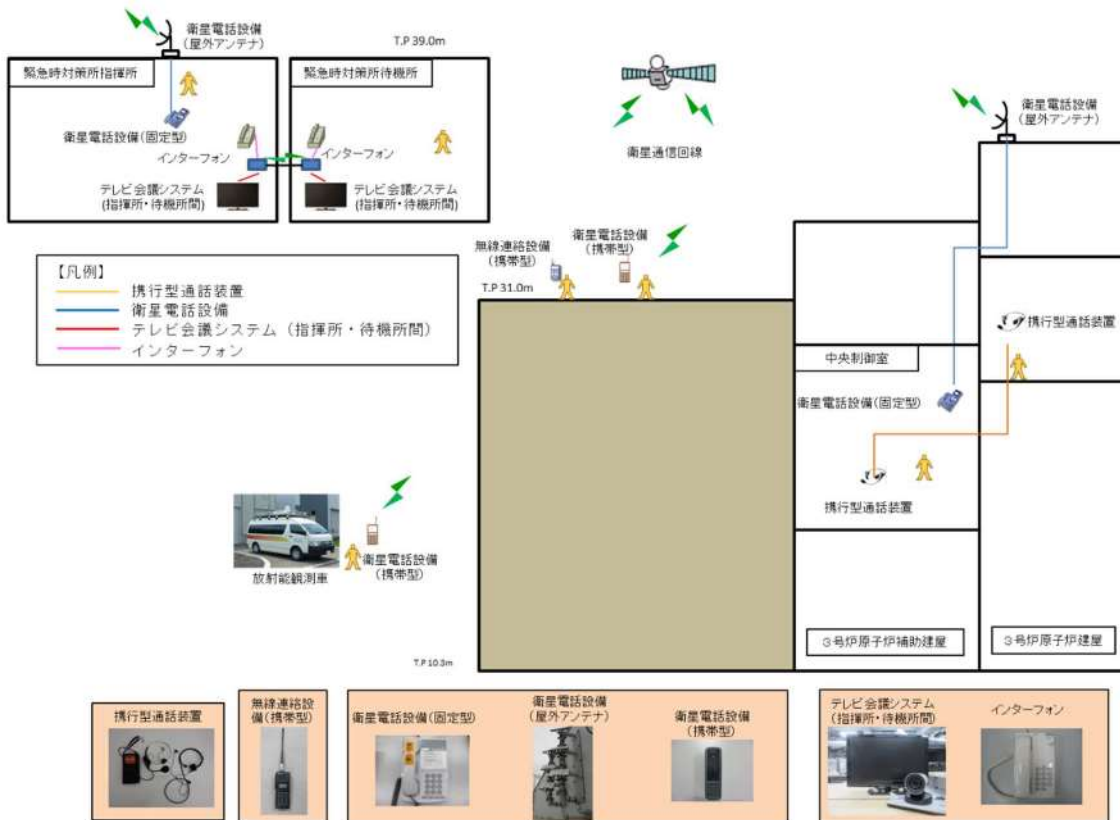 衛星電話設備
(屋外アンテナ)
T.P 39.0m
緊急時対策所指揮所
緊急時対策所待機所
衛星電話設備(固定型)
インターフォン
インターフォン
テレビ会議システム
(指揮所・待機所間)
テレビ会議システム
(指揮所・待機所間)
衛星通信回線
衛星電話設備
(屋外アンテナ)
【凡例】
携行型通話装置
衛星電話設備
テレビ会議システム(指揮所・待機所間)
インターフォン
無線連絡設備
(携帯型)
衛星電話設備
(携帯型)
T.P 31.0m
携行型通話装置
中央制御室
衛星電話設備(固定型)
携行型通話装置
放射能観測車
衛星電話設備
(携帯型)
T.P 10.3m
3号炉原子炉補助建屋
3号炉原子炉建屋
携行型通話装置
無線連絡設
備(携帯型)
衛星電話設備(固定型)
衛星電話設備
(屋外アンテナ)
衛星電話設備
(携帯型)
テレビ会議システム
(指揮所・待機所間)
インターフォン